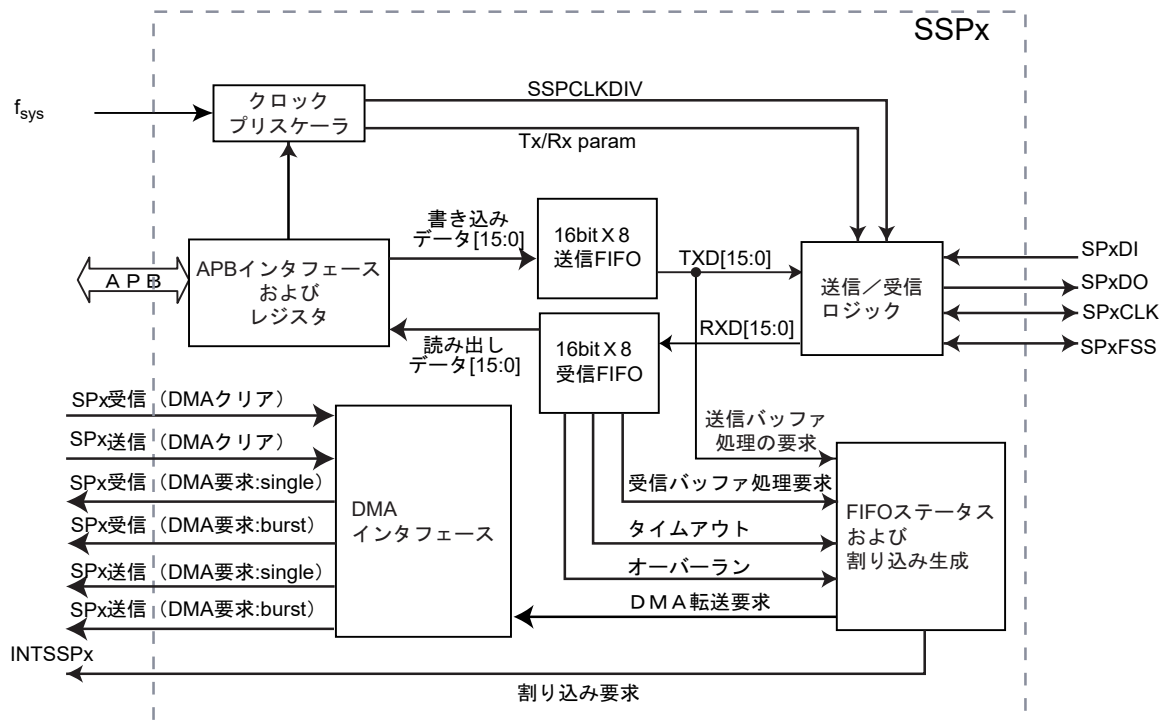 SSPx
fsys
クロック
プリスケーラ
SSPCLKDIV
Tx/Rx param
書き込み
データ[15:0]
16bit X 8
送信FIFO
TXD[15:0]
APB
APBインタフェース
および
レジスタ
送信／受信
ロジック
SPxDI
SPxDO
SPxCLK
SPxFSS
読み出し
データ[15:0]
16bit X 8
受信FIFO
RXD[15:0]
SPx受信（DMAクリア）
SPx送信（DMAクリア）
SPx受信（DMA要求:single）
SPx受信（DMA要求:burst）
SPx送信（DMA要求:single）
SPx送信（DMA要求:burst）
DMA
インタフェース
送信バッファ
処理の要求
受信バッファ処理要求
タイムアウト
オーバーラン
ＤＭＡ転送要求
FIFOステータス
および
割り込み生成
INTSSPx
割り込み要求